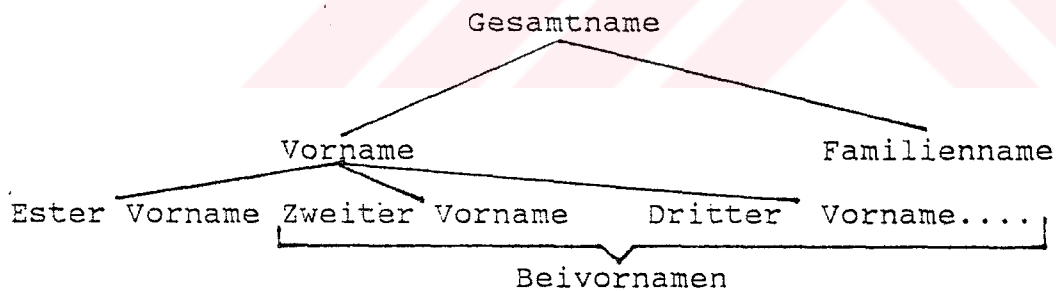 Gesamtname
Vorname Familienname
Ester Vorname Zweiter Vorname Dritter Vorname....
Beivornamen